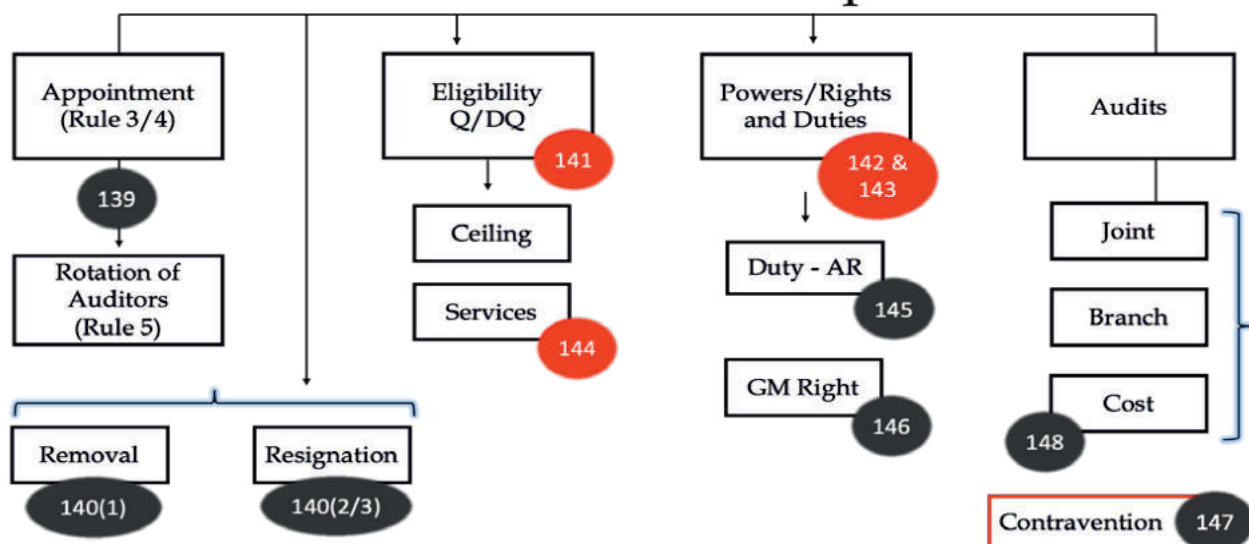 Appointment
(Rule 3/4)
139
Rotation of
Auditors
(Rule 5)
Removal
140(1)
Resignation
140(2/3)
Eligibility
Q/DQ
141
Ceiling
Services
144
Powers/Rights
and Duties
142 &
143
Duty - AR
145
GM Right
146
Audits
Joint
Branch
Cost
148
Contravention
147